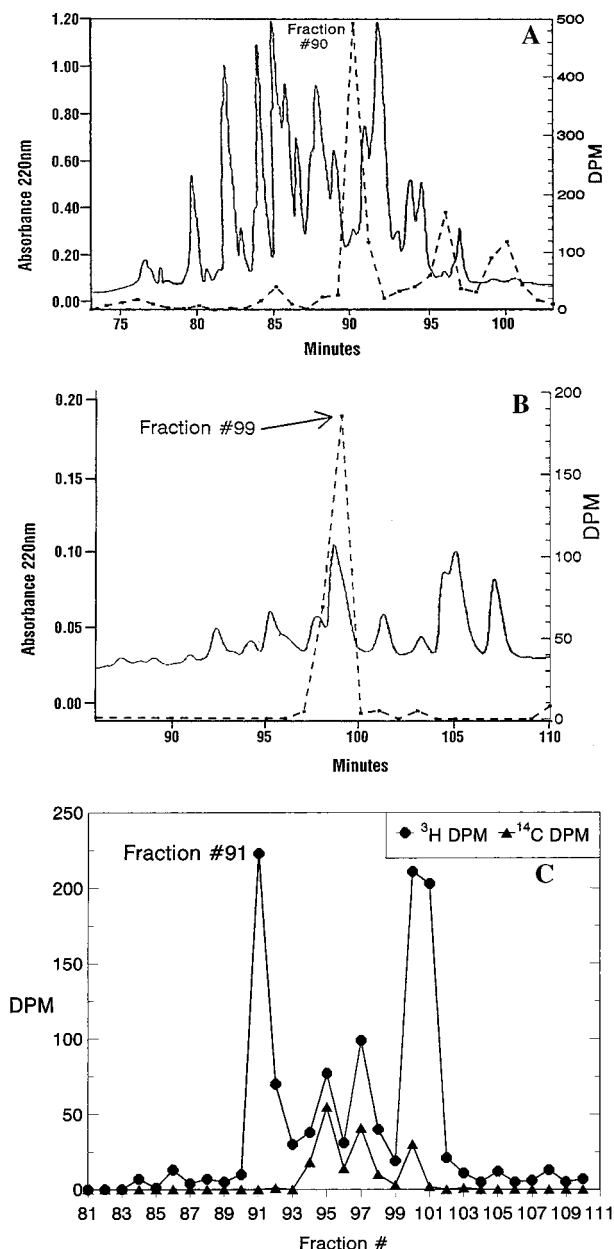 Fraction
#90
A
1.20
1.00
0.80
0.60
0.40
0.20
0.00
Absorbance 220nm
500
400
300
200
100
0
DPM
75 80 85 90 95 100
Minutes
B
0.20
0.15
0.10
0.05
0.00
Absorbance 220nm
Fraction #99
200
150
100
50
0
DPM
90 95 100 105 110
Minutes
250
200
150
100
50
0
DPM
Fraction #91
³H DPM ¹⁴C DPM
C
81 83 85 87 89 91 93 95 97 99 101 103 105 107 109 111
Fraction #